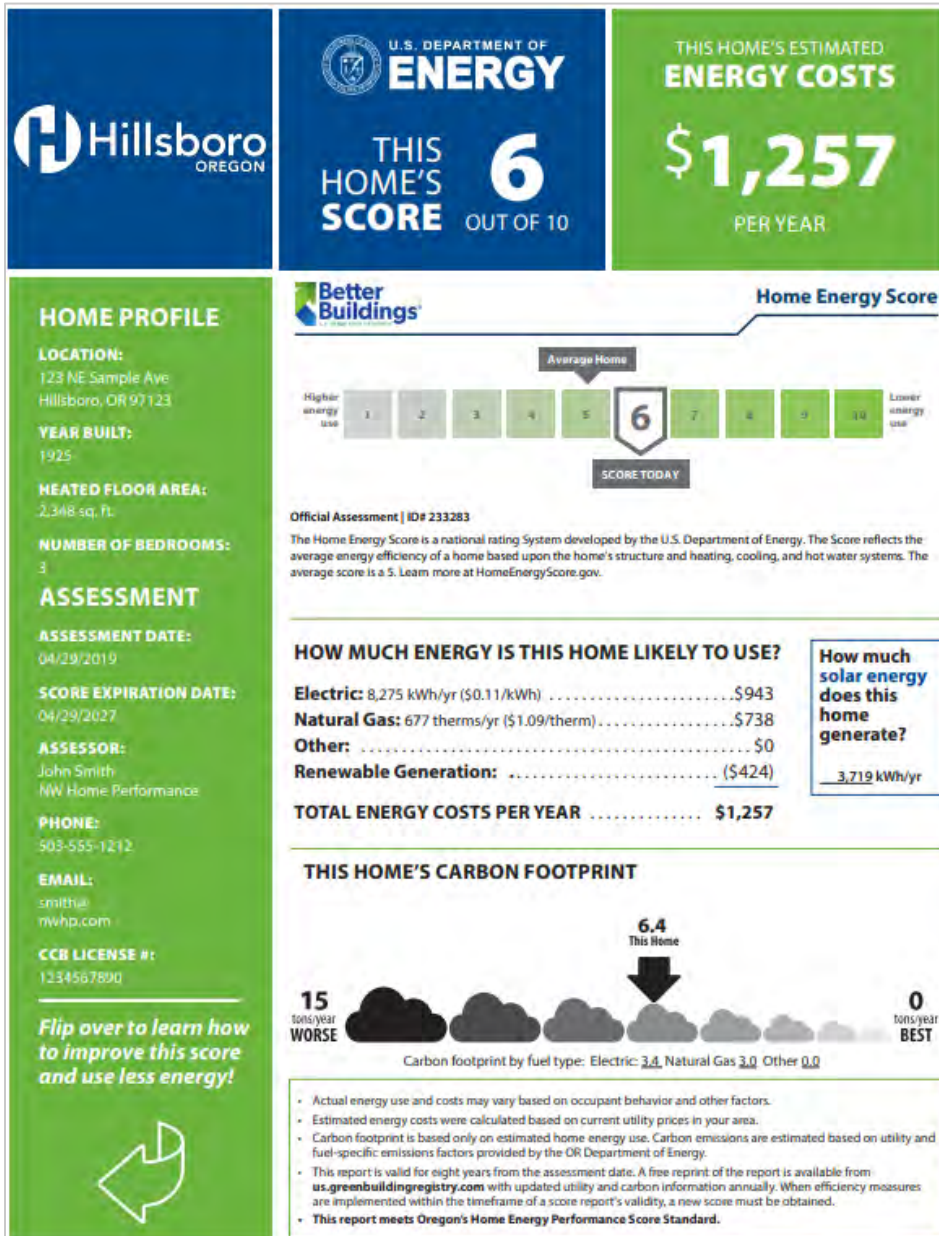 Hillsboro
OREGON
U.S. DEPARTMENT OF
ENERGY
THIS
HOME'S
SCORE
6
OUT OF 10
THIS HOME'S ESTIMATED
ENERGY COSTS
$1,257
PER YEAR
HOME PROFILE
LOCATION:
123 NE Sample Ave
Hillsboro, OR 97123
YEAR BUILT:
1925
HEATED FLOOR AREA:
2,348 sq. ft.
NUMBER OF BEDROOMS:
3
ASSESSMENT
ASSESSMENT DATE:
04/29/2019
SCORE EXPIRATION DATE:
04/29/2027
ASSESSOR:
John Smith
NW Home Performance
PHONE:
503-555-1212
EMAIL:
smith@
nwhp.com
CCB LICENSE #:
1234567890
Flip over to learn how
to improve this score
and use less energy!
Better
Buildings
Home Energy Score
Average Home
Higher
energy
use
1 2 3 4 5 6 7 8 9 10
Lower
energy
use
SCORE TODAY
Official Assessment | ID# 233283
The Home Energy Score is a national rating System developed by the U.S. Department of Energy. The Score reflects the
average energy efficiency of a home based upon the home's structure and heating, cooling, and hot water systems. The
average score is a 5. Learn more at HomeEnergyScore.gov.
HOW MUCH ENERGY IS THIS HOME LIKELY TO USE?
Electric: 8,275 kWh/yr ($0.11/kWh) ........................$943
Natural Gas: 677 therms/yr ($1.09/therm)..................$738
Other: .................................................$0
Renewable Generation: ........................... ($424)
TOTAL ENERGY COSTS PER YEAR .............. $1,257
How much
solar energy
does this
home
generate?
3,719 kWh/yr
THIS HOME'S CARBON FOOTPRINT
6.4
This Home
15
tons/year
WORSE
0
tons/year
BEST
Carbon footprint by fuel type: Electric: 3.4 Natural Gas 3.0 Other 0.0
• Actual energy use and costs may vary based on occupant behavior and other factors.
• Estimated energy costs were calculated based on current utility prices in your area.
• Carbon footprint is based only on estimated home energy use. Carbon emissions are estimated based on utility and
fuel-specific emissions factors provided by the OR Department of Energy.
• This report is valid for eight years from the assessment date. A free reprint of the report is available from
us.greenbuildingregistry.com with updated utility and carbon information annually. When efficiency measures
are implemented within the timeframe of a score report's validity, a new score must be obtained.
• This report meets Oregon's Home Energy Performance Score Standard.